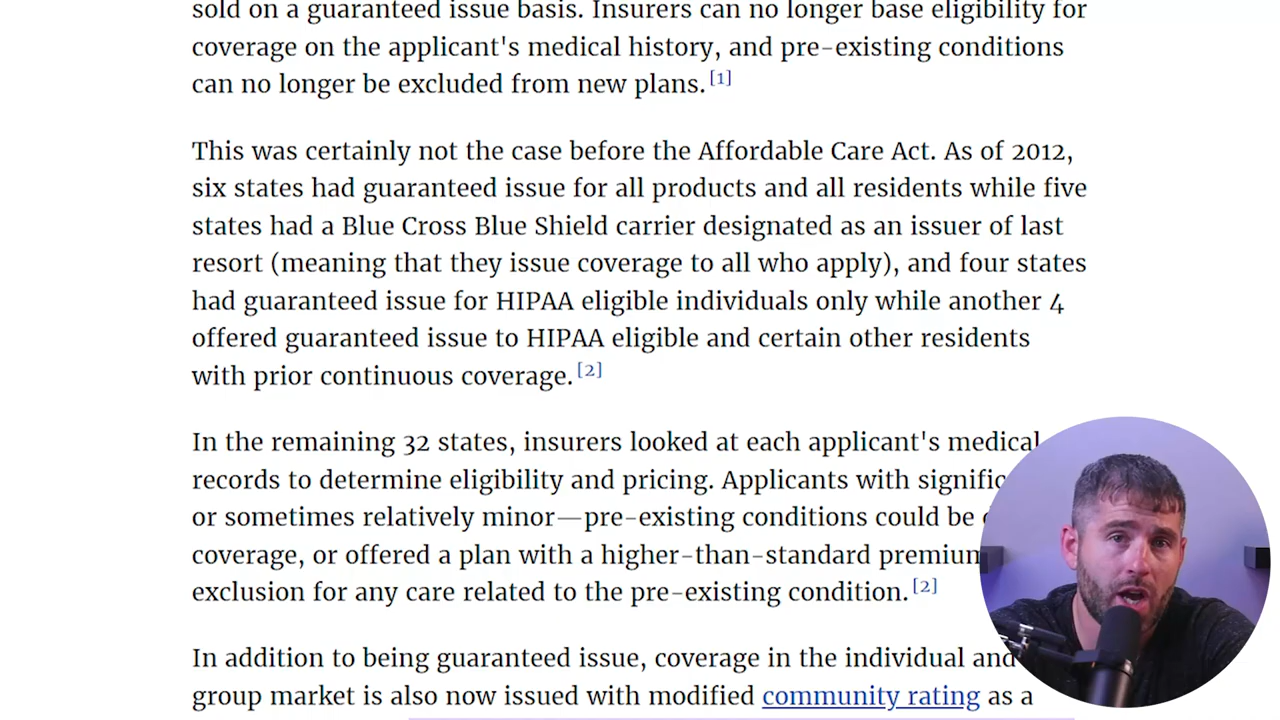 sold on a guaranteed issue basis. Insurers can no longer base eligibility for
coverage on the applicant's medical history, and pre-existing conditions
can no longer be excluded from new plans.[1]
This was certainly not the case before the Affordable Care Act. As of 2012,
six states had guaranteed issue for all products and all residents while five
states had a Blue Cross Blue Shield carrier designated as an issuer of last
resort (meaning that they issue coverage to all who apply), and four states
had guaranteed issue for HIPAA eligible individuals only while another 4
offered guaranteed issue to HIPAA eligible and certain other residents
with prior continuous coverage.[2]
In the remaining 32 states, insurers looked at each applicant's medical
records to determine eligibility and pricing. Applicants with
or sometimes relatively minor—pre-existing conditions could be
coverage, or offered a plan with a higher-than-standard
exclusion for any care related to the pre-existing condition.[2]
In addition to being guaranteed issue, coverage in the individual and
group market is also now issued with modified community rating as a